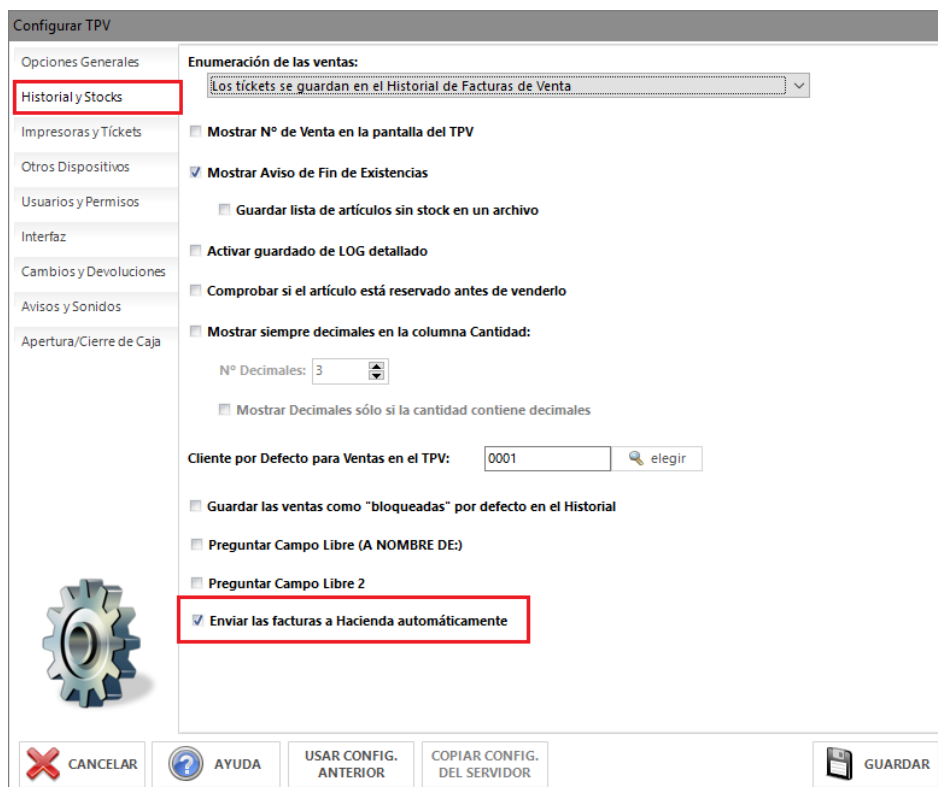 Configurar TPV
Opciones Generales
Historial y Stocks
Impresoras y Tíckets
Otros Dispositivos
Usuarios y Permisos
Interfaz
Cambios y Devoluciones
Avisos y Sonidos
Apertura/Cierre de Caja
Enumeración de las ventas:
Los tíckets se guardan en el Historial de Facturas de Venta
Mostrar Nº de Venta en la pantalla del TPV
Mostrar Aviso de Fin de Existencias
Guardar lista de artículos sin stock en un archivo
Activar guardado de LOG detallado
Comprobar si el artículo está reservado antes de venderlo
Mostrar siempre decimales en la columna Cantidad:
Nº Decimales: 3
Mostrar Decimales sólo si la cantidad contiene decimales
Cliente por Defecto para Ventas en el TPV: 0001 elegir
Guardar las ventas como "bloqueadas" por defecto en el Historial
Preguntar Campo Libre (A NOMBRE DE:)
Preguntar Campo Libre 2
Enviar las facturas a Hacienda automáticamente
CANCELAR
AYUDA
USAR CONFIG.
ANTERIOR
COPIAR CONFIG.
DEL SERVIDOR
GUARDAR